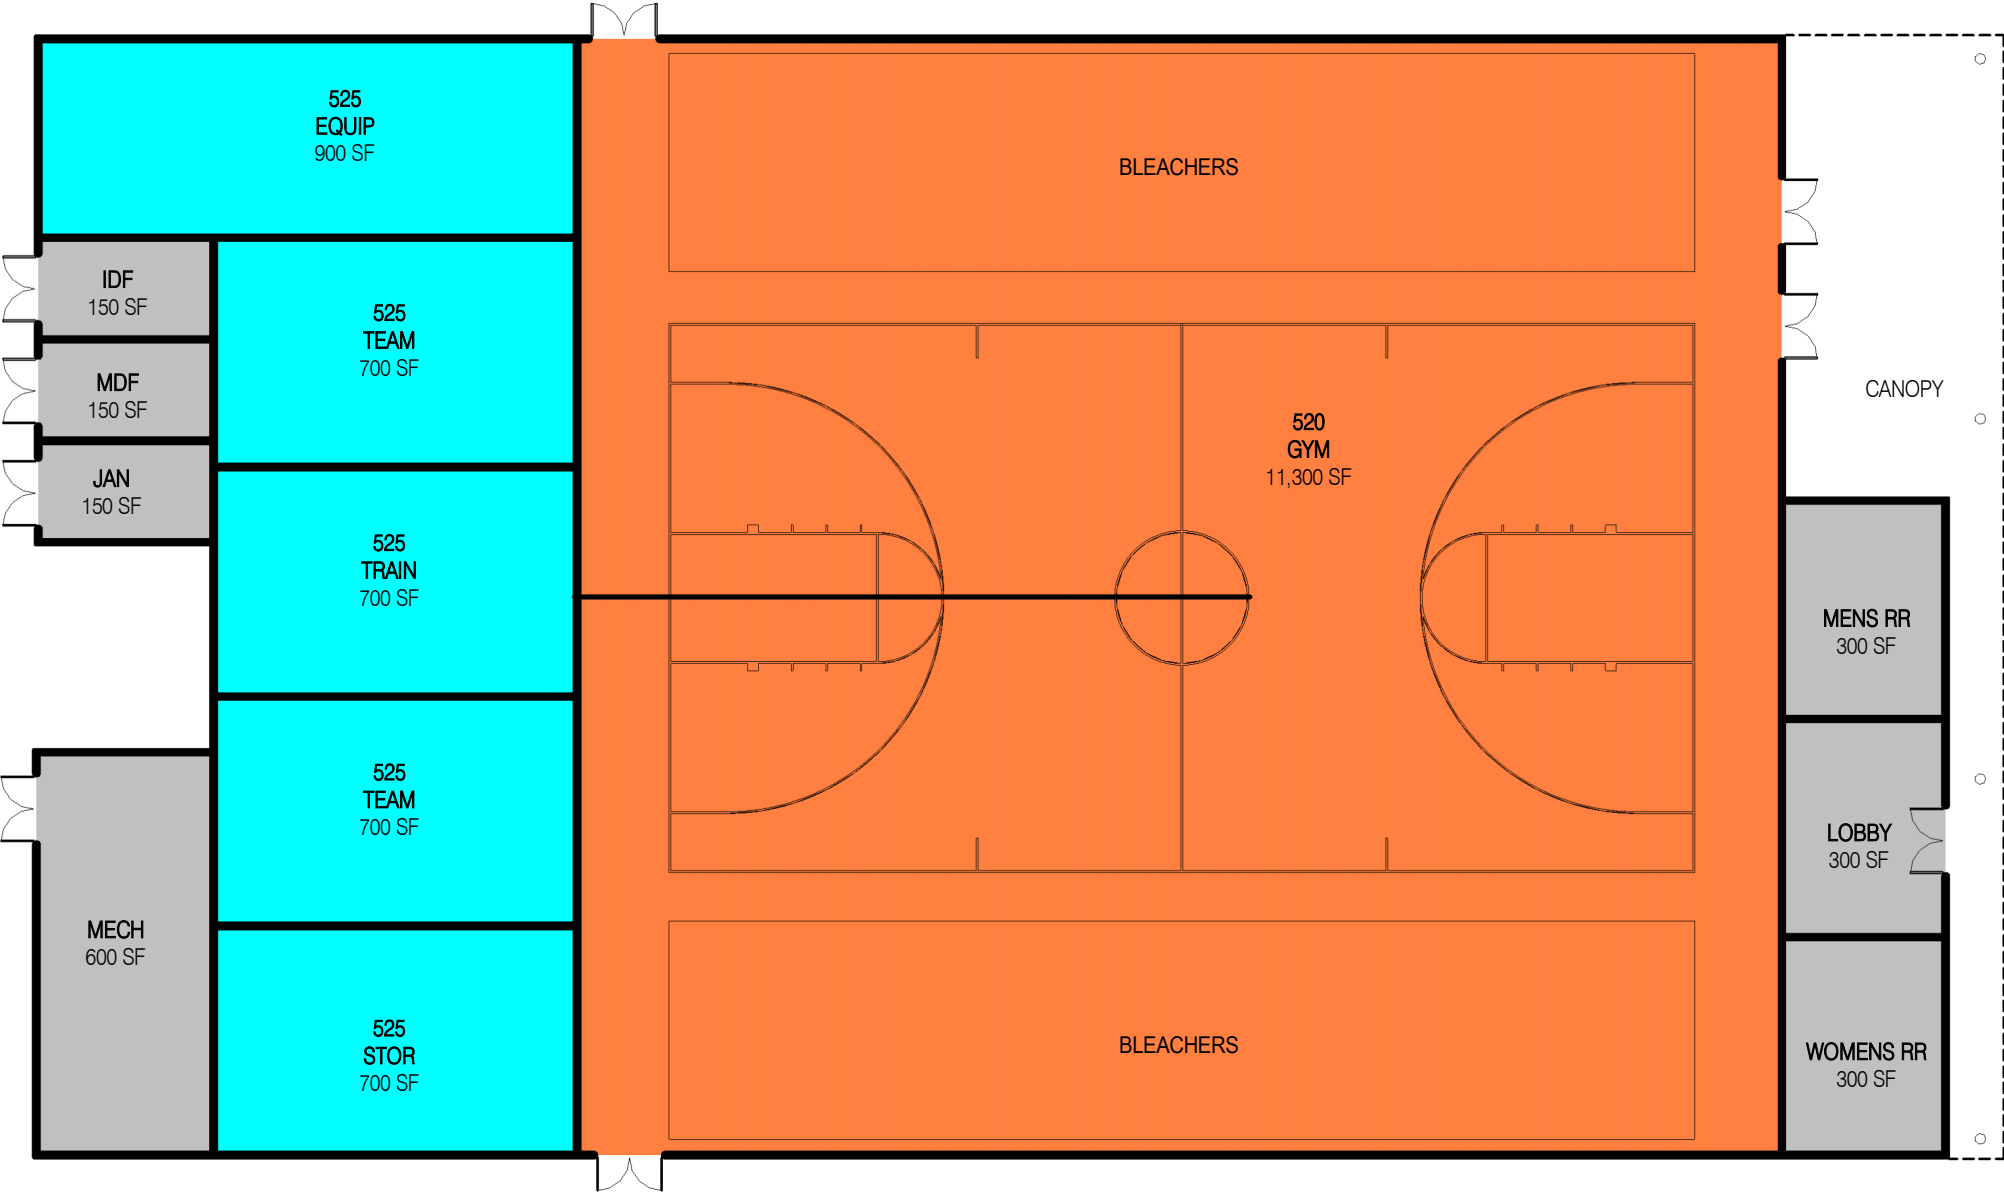 525
EQUIP
900 SF
BLEACHERS
IDF
150 SF
525
TEAM
700 SF
MDF
150 SF
CANOPY
520
GYM
11,300 SF
JAN
150 SF
525
TRAIN
700 SF
MENS RR
300 SF
525
TEAM
700 SF
LOBBY
300 SF
MECH
600 SF
525
STOR
700 SF
BLEACHERS
WOMENS RR
300 SF